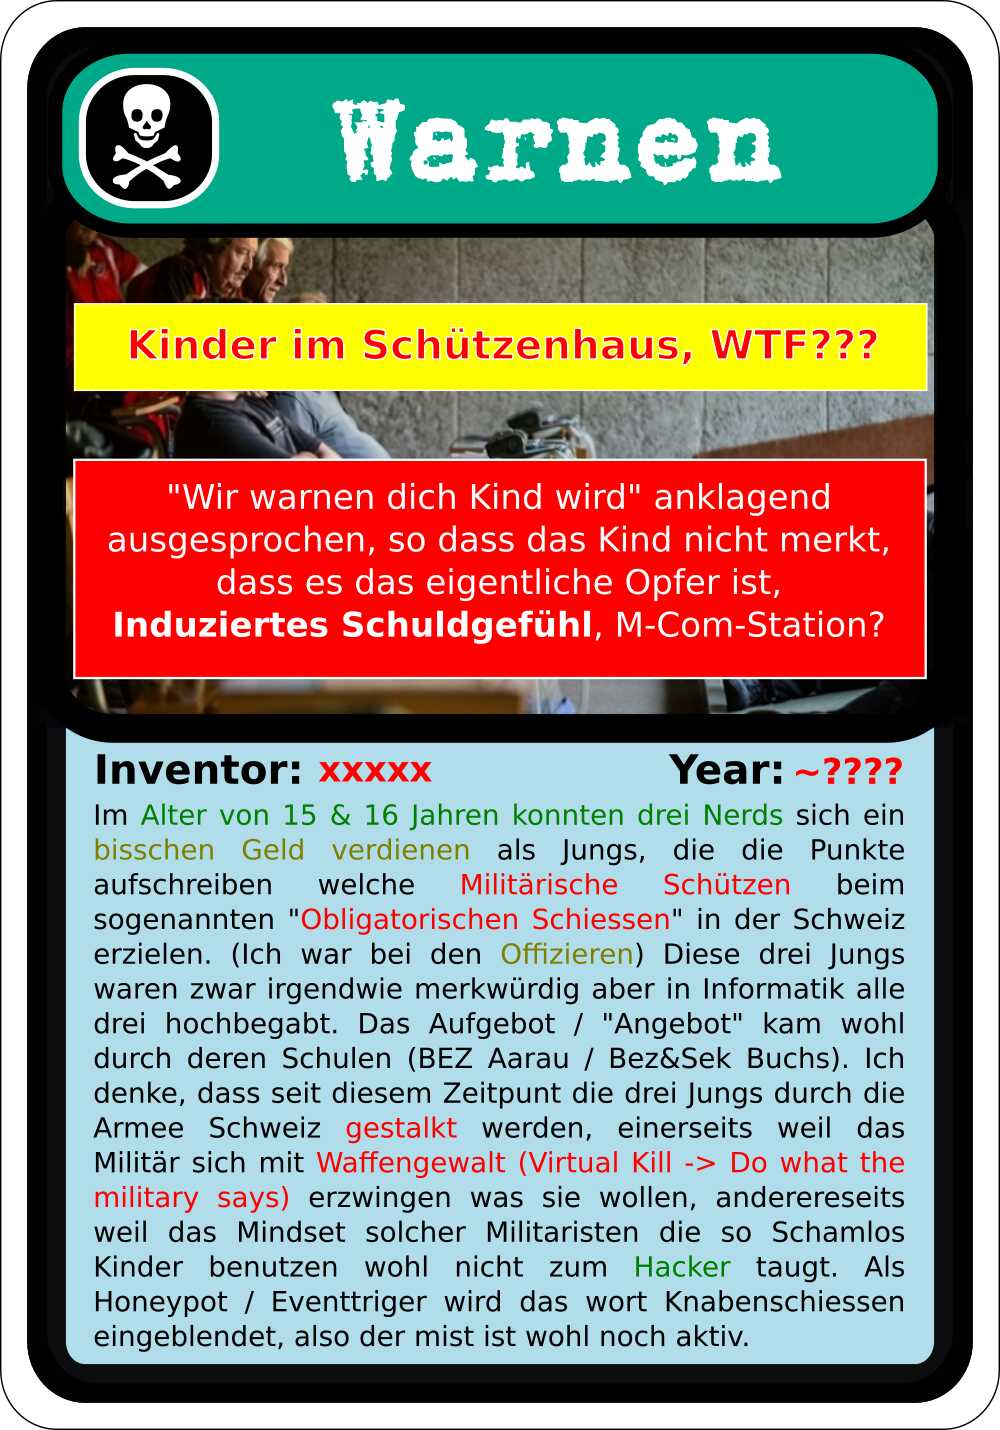 Warnen
Kinder im Schützenhaus, WTF???
"Wir warnen dich Kind wird" anklagend
ausgesprochen, so dass das Kind nicht merkt,
dass es das eigentliche Opfer ist,
Induziertes Schuldgefühl, M-Com-Station?
Inventor: xxxxx Year: ~????
Im Alter von 15 & 16 Jahren konnten drei Nerds sich ein
bisschen Geld verdienen als Jungs, die die Punkte
aufschreiben welche Militärische Schützen beim
sogenannten "Obligatorischen Schiessen" in der Schweiz
erzielen. (Ich war bei den Offizieren) Diese drei Jungs
waren zwar irgendwie merkwürdig aber in Informatik alle
drei hochbegabt. Das Aufgebot / "Angebot" kam wohl
durch deren Schulen (BEZ Aarau / Bez&Sek Buchs). Ich
denke, dass seit diesem Zeitpunt die drei Jungs durch die
Armee Schweiz gestalkt werden, einerseits weil das
Militär sich mit Waffengewalt (Virtual Kill -> Do what the
military says) erzwingen was sie wollen, anderereseits
weil das Mindset solcher Militaristen die so Schamlos
Kinder benutzen wohl nicht zum Hacker taugt. Als
Honeypot / Eventtriger wird das wort Knabenschiessen
eingeblendet, also der mist ist wohl noch aktiv.